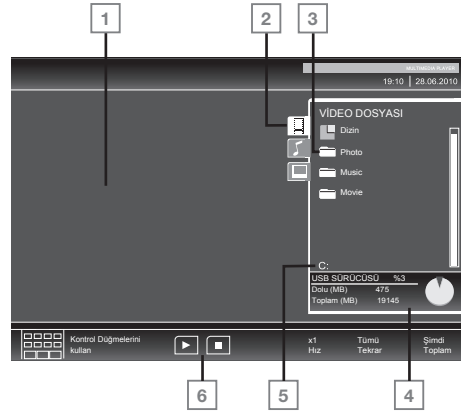 1
2
3
MULTIMEDIA PLAYER
19:10 | 28.06.2010
VİDEO DOSYASI
Dizin
Photo
Music
Movie
C:
USB SÜRÜCÜSÜ %3
Dolu (MB) 475
Toplam (MB) 19145
Kontrol Düğmelerini
kullan
x1 Tümü Şimdi
Hız Tekrar Toplam
6
5
4